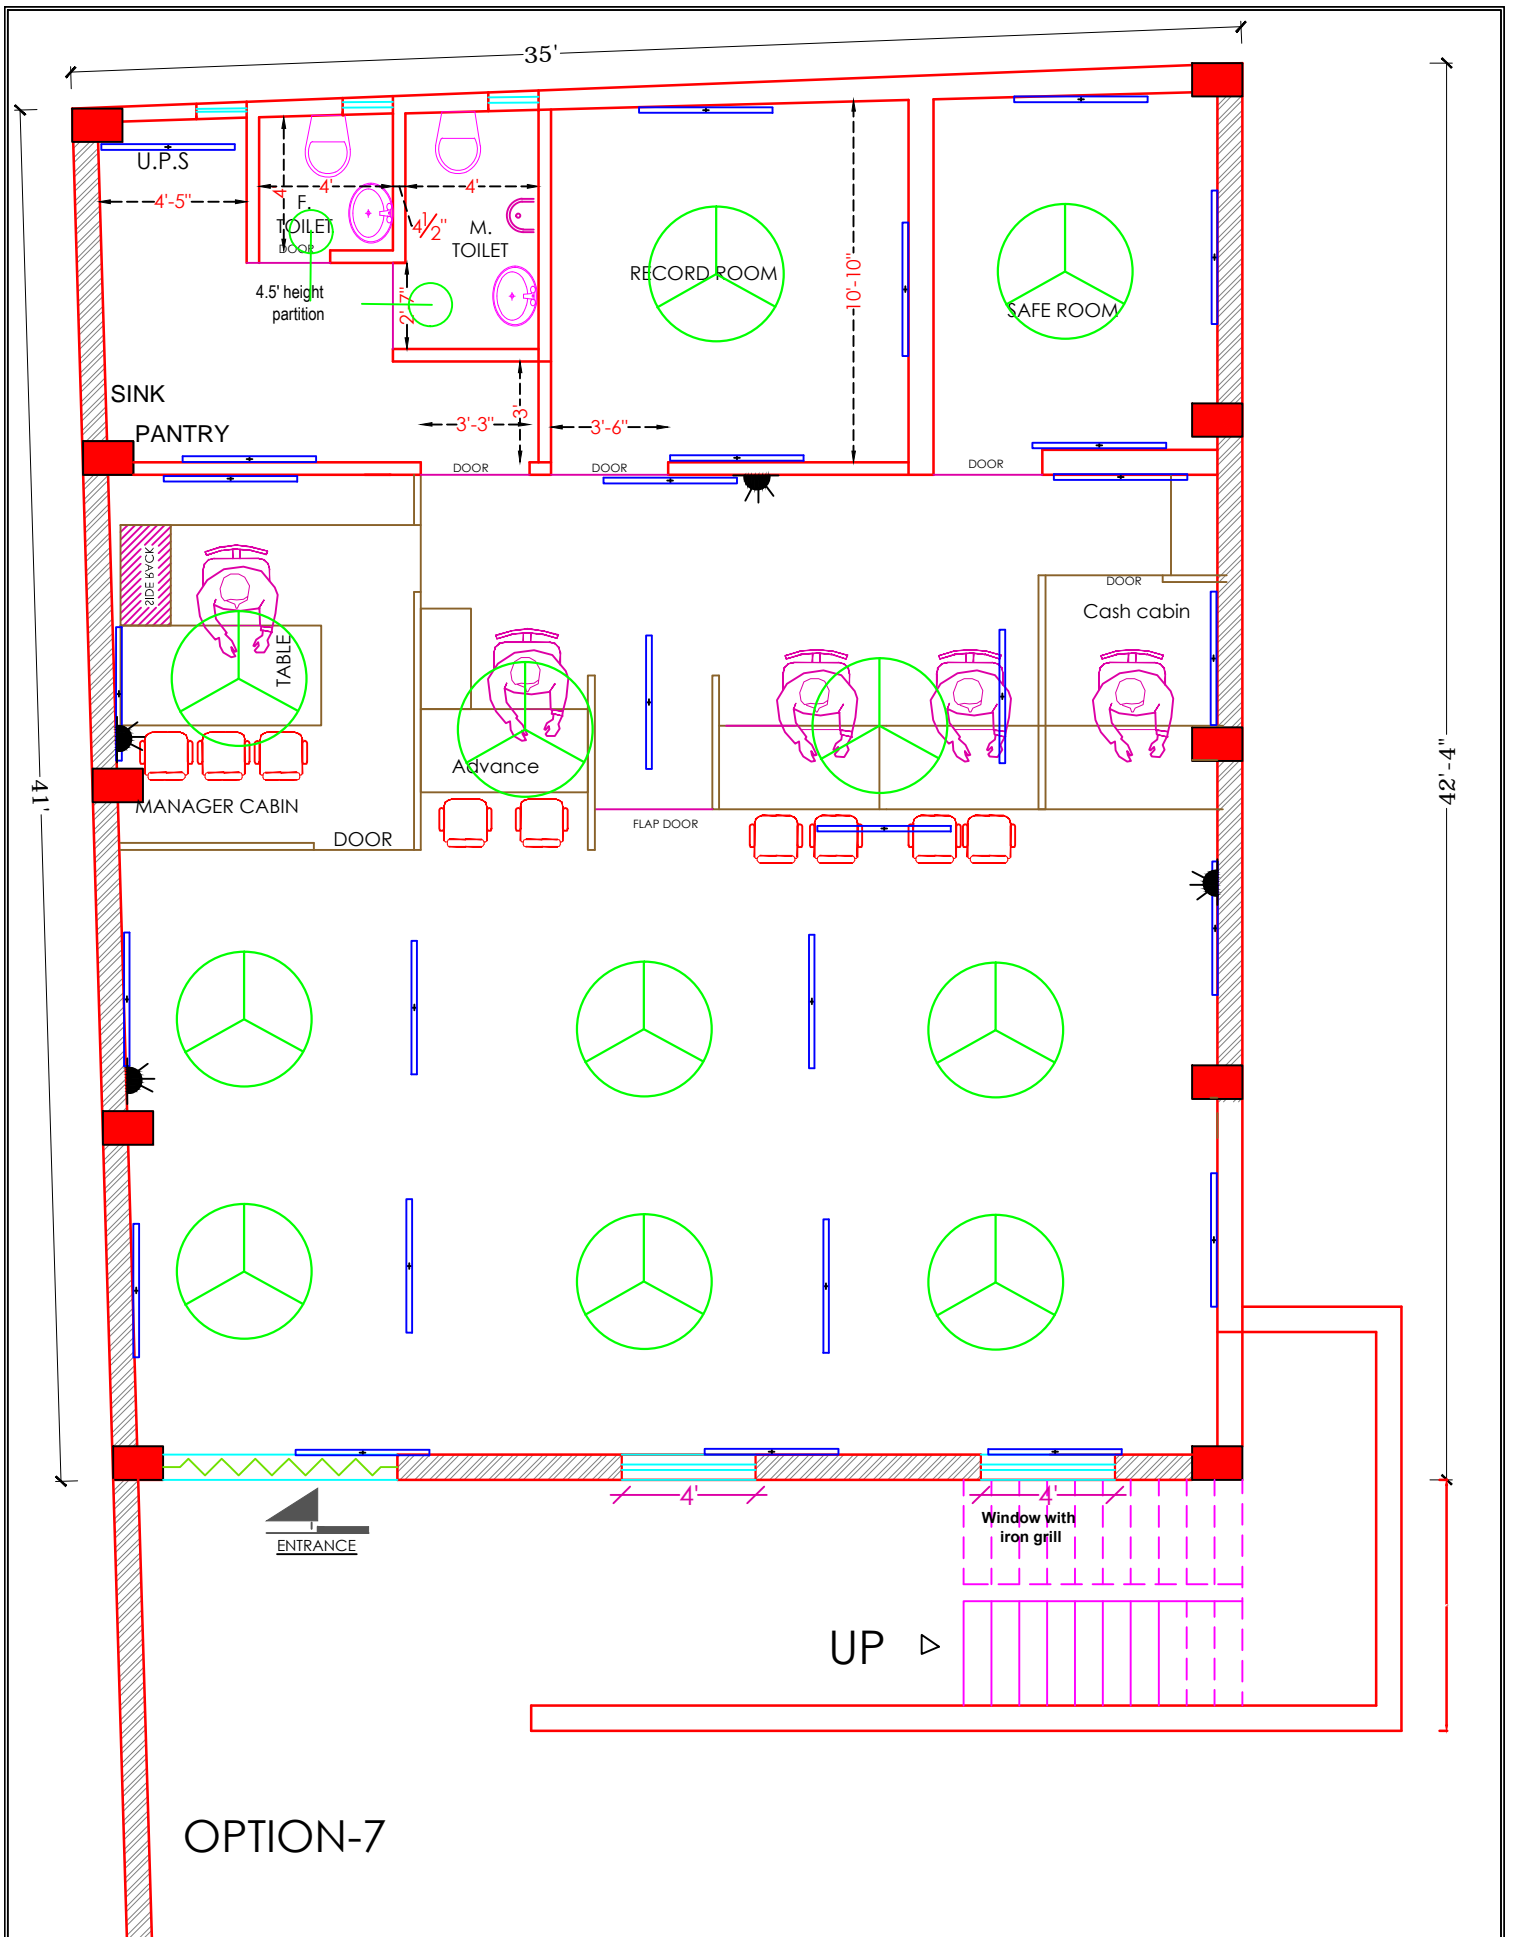 35'
U.P.S
4'-5"
4'
4'
4
F.
TOILET
DOOR
4½"
M.
TOILET
4.5' height
partition
2'-7"
RECORD ROOM
10'-10"
SAFE ROOM
SINK
PANTRY
3'-3"
3'
3'-6"
DOOR
DOOR
DOOR
SIDE RACK
TABLE
DOOR
Cash cabin
Advance
MANAGER CABIN
DOOR
FLAP DOOR
41'
42'-4"
4'
4'
Window with
iron grill
ENTRANCE
UP
OPTION-7